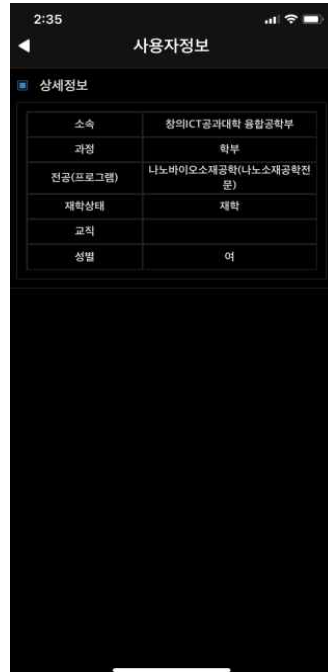 2:35
사용자정보
상세정보
소속 창의ICT공과대학 융합공학부
과정 학부
전공(프로그램) 나노바이오소재공학(나노소재공학전
문)
재학상태 재학
교직
성별 여